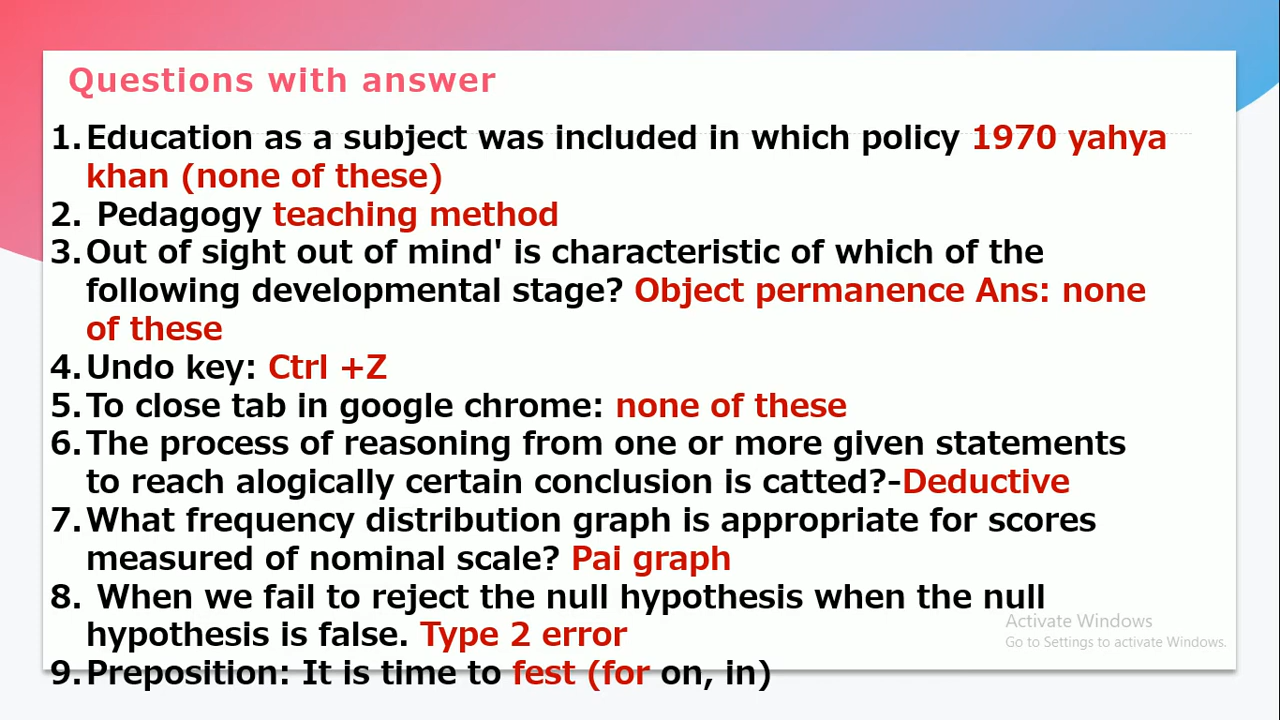 Questions with answer
1. Education as a subject was included in which policy 1970 yahya
khan (none of these)
2. Pedagogy teaching method
3. Out of sight out of mind' is characteristic of which of the
following developmental stage? Object permanence Ans: none
of these
4. Undo key: Ctrl +Z
5. To close tab in google chrome: none of these
6. The process of reasoning from one or more given statements
to reach alogically certain conclusion is catted?-Deductive
7. What frequency distribution graph is appropriate for scores
measured of nominal scale? Pai graph
8. When we fail to reject the null hypothesis when the null
hypothesis is false. Type 2 error
Activate Windows
Go to Settings to activate Windows.
9. Preposition: It is time to fest (for on, in)